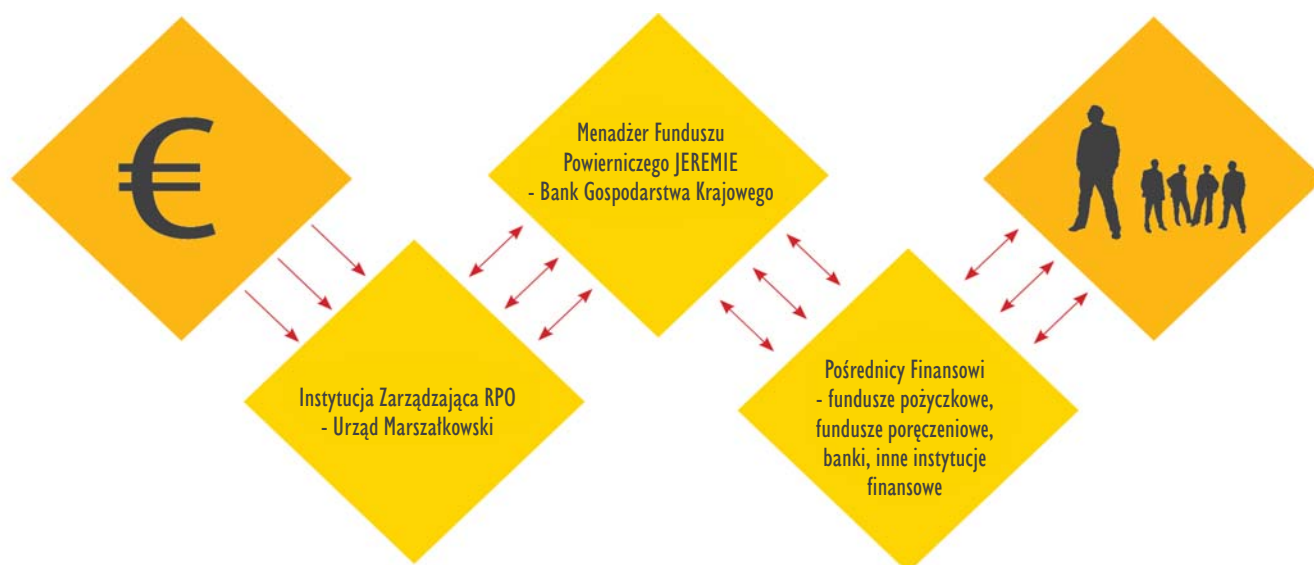 €
Instytucja Zarządzająca RPO
- Urząd Marszałkowski
Menadżer Funduszu
Powierniczego JEREMIE
- Bank Gospodarstwa Krajowego
Pośrednicy Finansowi
- fundusze pożyczkowe,
fundusze poręczeniowe,
banki, inne instytucje
finansowe